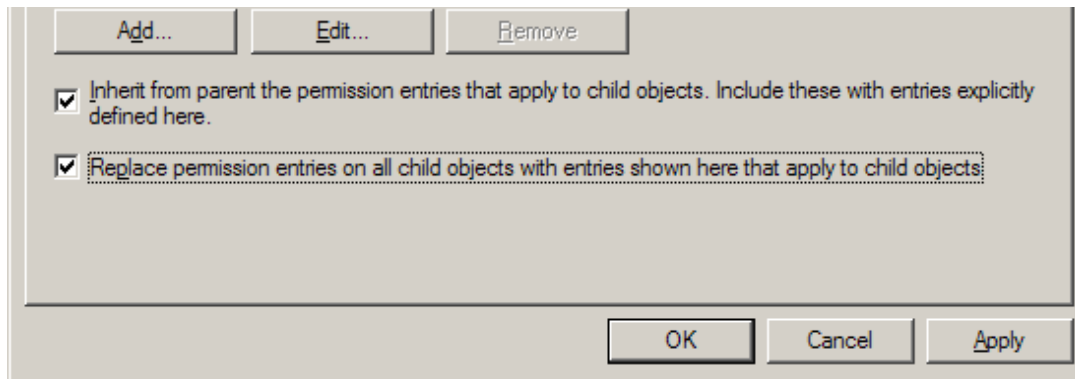 Add...
Edit...
Remove
Inherit from parent the permission entries that apply to child objects. Include these with entries explicitly
defined here.
Replace permission entries on all child objects with entries shown here that apply to child objects
OK
Cancel
Apply